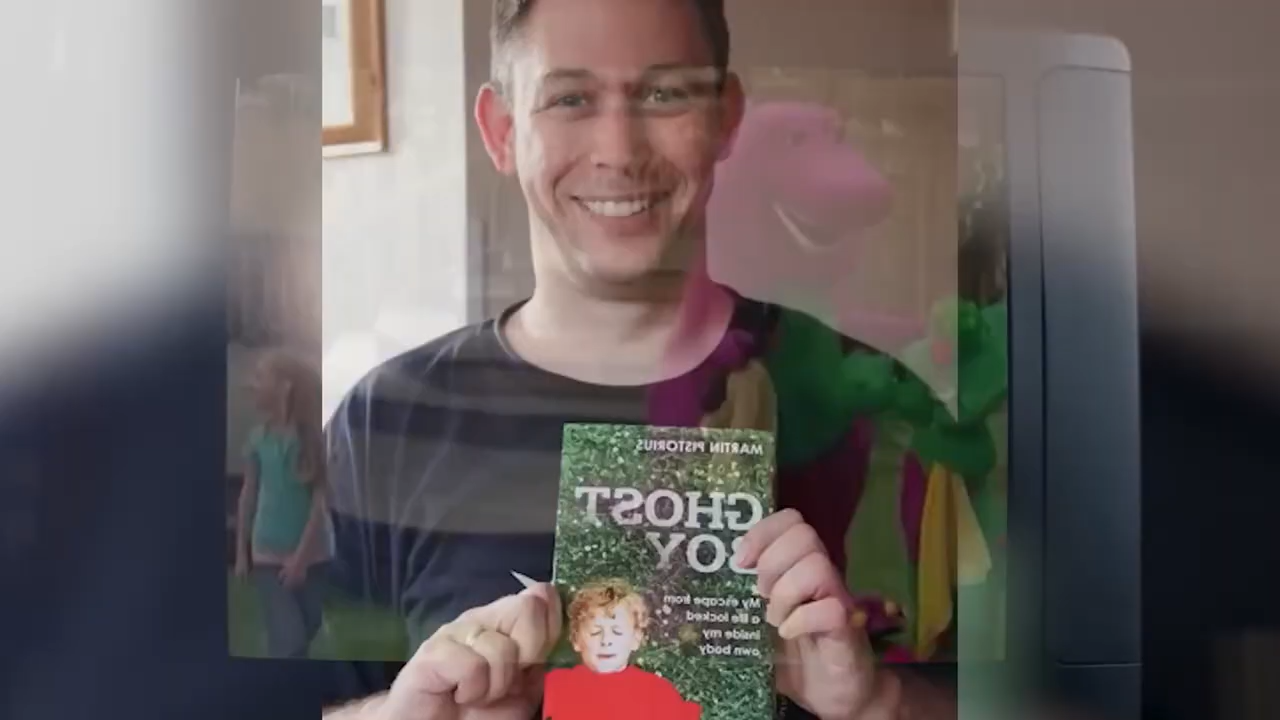 MARTIN PISTORIUS
GHOST
BOY
My escape from
a life locked
inside my
own body